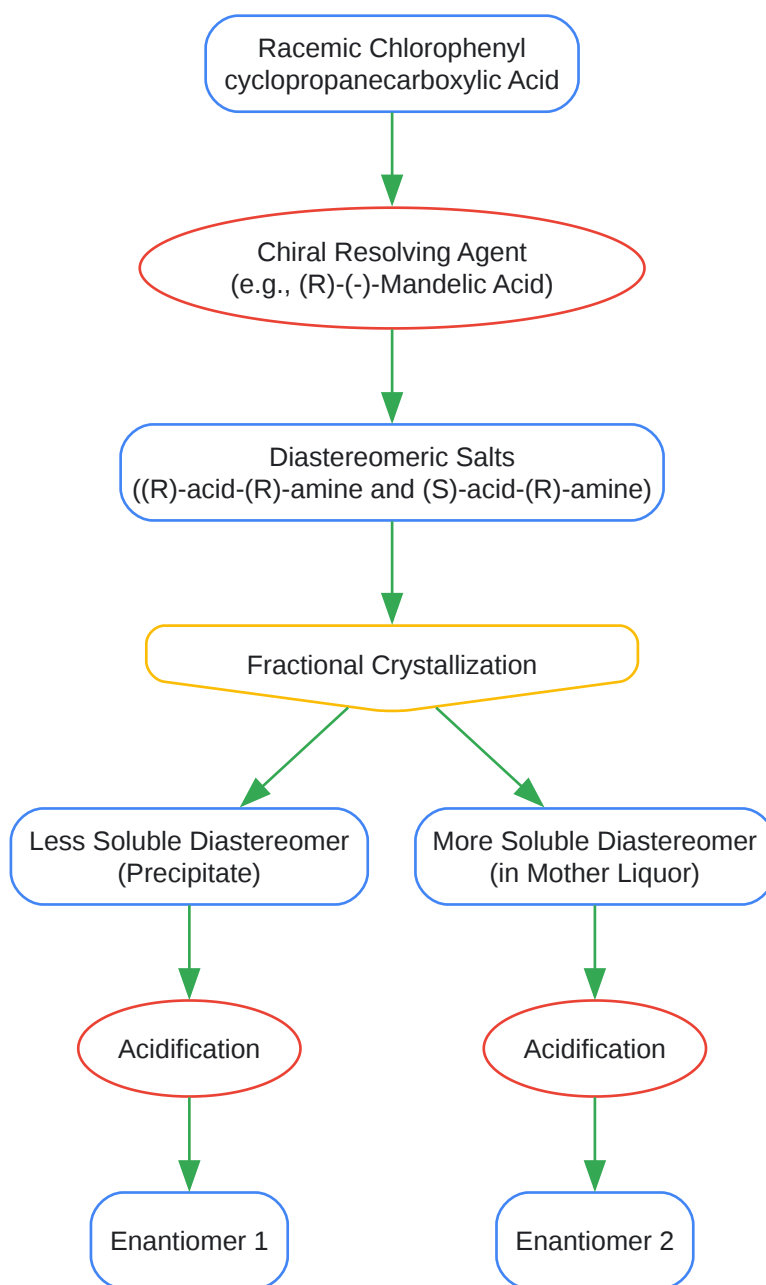 Racemic Chlorophenyl
cyclopropanecarboxylic Acid
Chiral Resolving Agent
(e.g., (R)-(-)-Mandelic Acid)
Diastereomeric Salts
((R)-acid-(R)-amine and (S)-acid-(R)-amine)
Fractional Crystallization
Less Soluble Diastereomer
(Precipitate)
More Soluble Diastereomer
(in Mother Liquor)
Acidification
Acidification
Enantiomer 1
Enantiomer 2